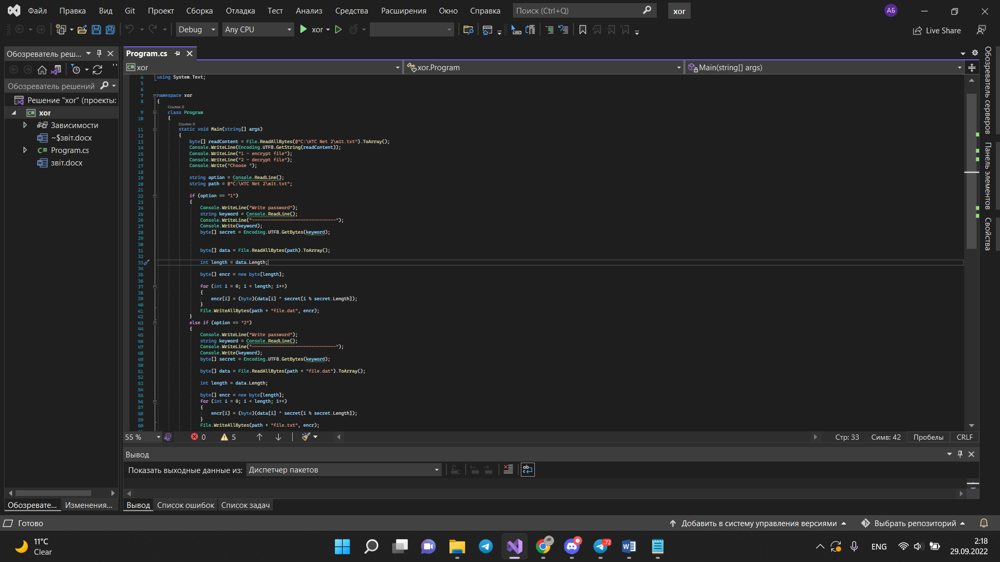 Файл Правка Вид Git Проект Сборка Отладка Тест Анализ Средства Расширения Окно Справка Поиск (Ctrl+Q) xor АБ
Debug Any CPU xor Live Share
Обозреватель реш...
Program.cs
xor xor.Program Main(string[] args)
Обозреватель решений
Решение "xor" (проекты:
xor
Зависимости
~$звіт.docx
Program.cs
звіт.docx
4 using System.Text;
5
6
7 namespace xor
8 {
Ссылок: 0
9 class Program
10 {
Ссылок: 0
11 static void Main(string[] args)
12 {
13 byte[] readContent = File.ReadAllBytes(@"C:\KTC Net 2\mit.txt").ToArray();
14 Console.WriteLine(Encoding.UTF8.GetString(readContent));
15 Console.WriteLine("1 - encrypt file");
16 Console.WriteLine("2 - decrypt file");
17 Console.Write("Choose ");
18
19 string option = Console.ReadLine();
20 string path = @"C:\KTC Net 2\mit.txt";
21
22 if (option == "1")
23 {
24 Console.WriteLine("Write password");
25 string keyword = Console.ReadLine();
26 Console.WriteLine("-------------------------------");
27 Console.Write(keyword);
28 byte[] secret = Encoding.UTF8.GetBytes(keyword);
29
30
31 byte[] data = File.ReadAllBytes(path).ToArray();
32
33 int length = data.Length;
34
35 byte[] encr = new byte[length];
36
37 for (int i = 0; i < length; i++)
38 {
39 encr[i] = (byte)(data[i] ^ secret[i % secret.Length]);
40 }
41 File.WriteAllBytes(path + "file.dat", encr);
42 }
43 else if (option == "2")
44 {
45 Console.WriteLine("Write password");
46 string keyword = Console.ReadLine();
47 Console.WriteLine("-------------------------------");
48 Console.Write(keyword);
49 byte[] secret = Encoding.UTF8.GetBytes(keyword);
50
51 byte[] data = File.ReadAllBytes(path + "file.dat").ToArray();
52
53 int length = data.Length;
54
55 byte[] encr = new byte[length];
56 for (int i = 0; i < length; i++)
57 {
58 encr[i] = (byte)(data[i] ^ secret[i % secret.Length]);
59 }
60 File.WriteAllBytes(path + "file.txt", encr);
Обозреватель серверов
Панель элементов
Свойства
55 % 0 5 Стр: 33 Симв: 42 Пробелы CRLF
Вывод
Показать выходные данные из: Диспетчер пакетов
Обозревате... Изменения... Вывод Список ошибок Список задач
Готово Добавить в систему управления версиями Выбрать репозиторий
11°C
Clear
..72
ENG
2:18
29.09.2022